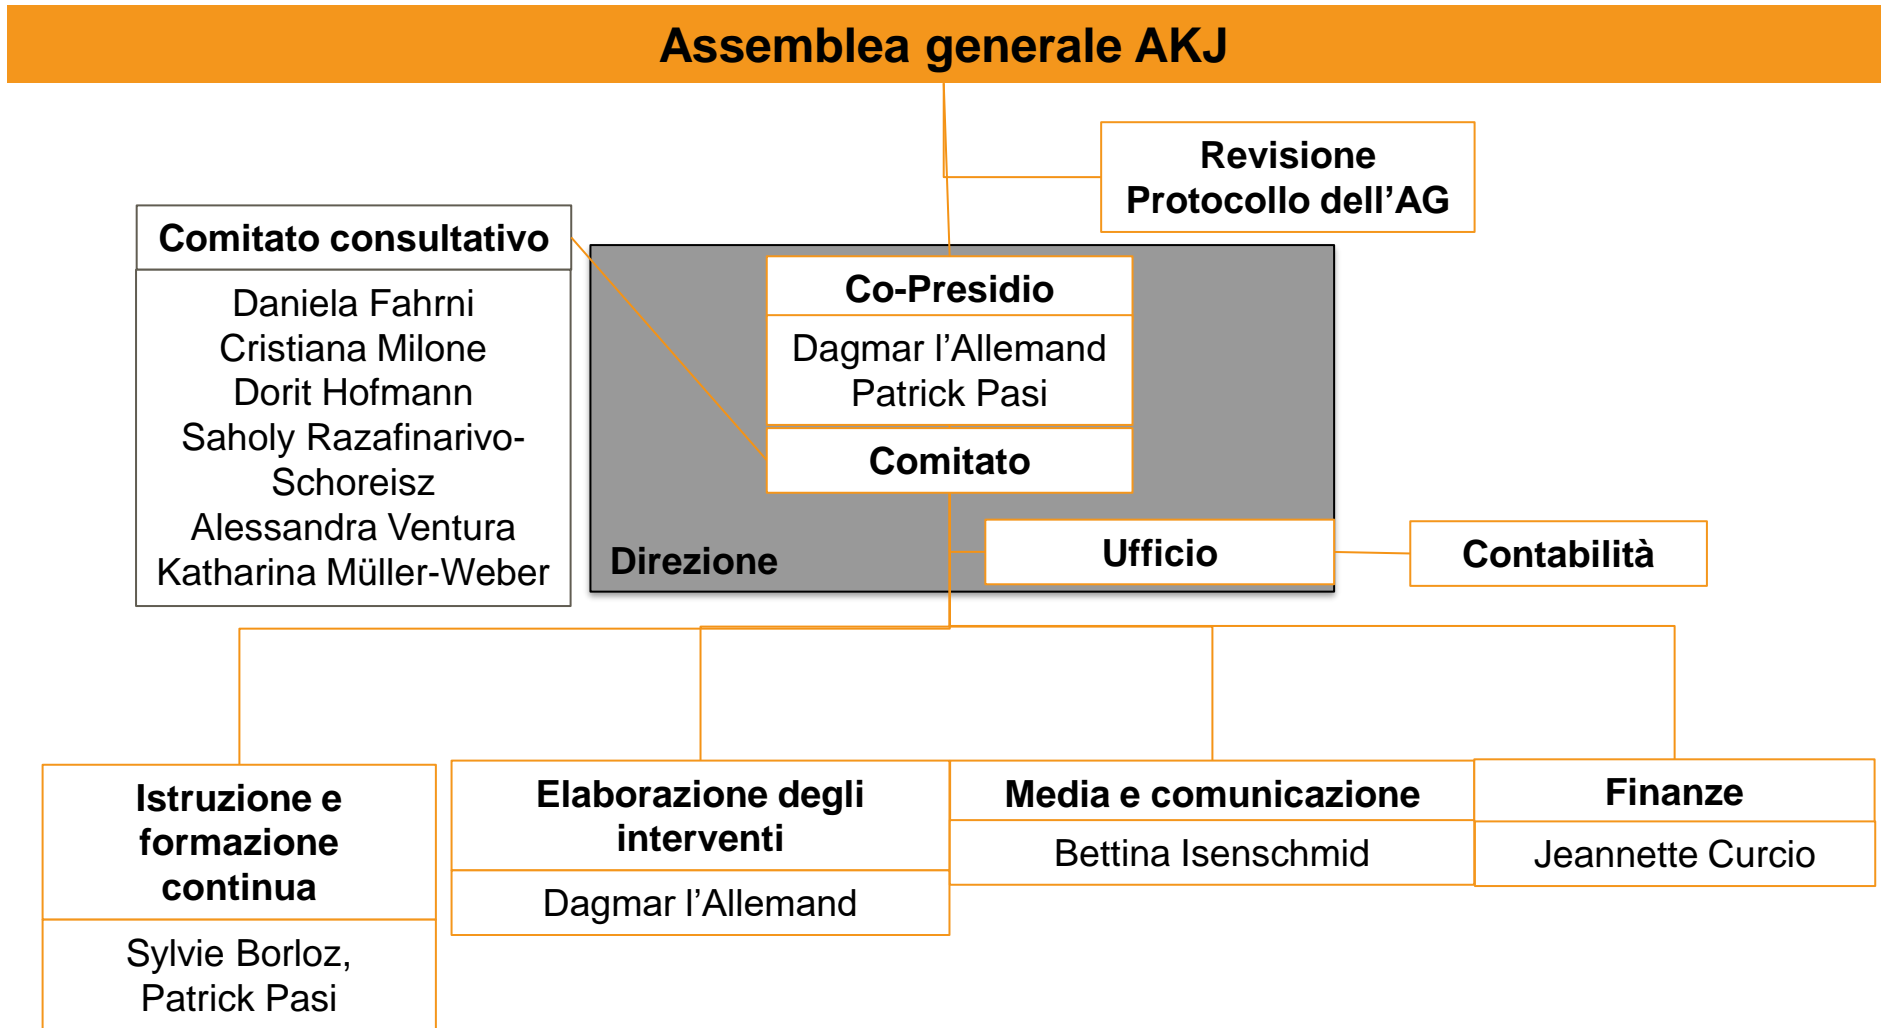 Assemblea generale AKJ
Revisione
Protocollo dell’AG
Comitato consultativo
Daniela Fahrni
Cristiana Milone
Dorit Hofmann
Saholy Razafinarivo-
Schoreisz
Alessandra Ventura
Katharina Müller-Weber
Co-Presidio
Dagmar l’Allemand
Patrick Pasi
Comitato
Direzione
Ufficio
Contabilità
Istruzione e
formazione
continua
Sylvie Borloz,
Patrick Pasi
Elaborazione degli
interventi
Dagmar l’Allemand
Media e comunicazione
Bettina Isenschmid
Finanze
Jeannette Curcio